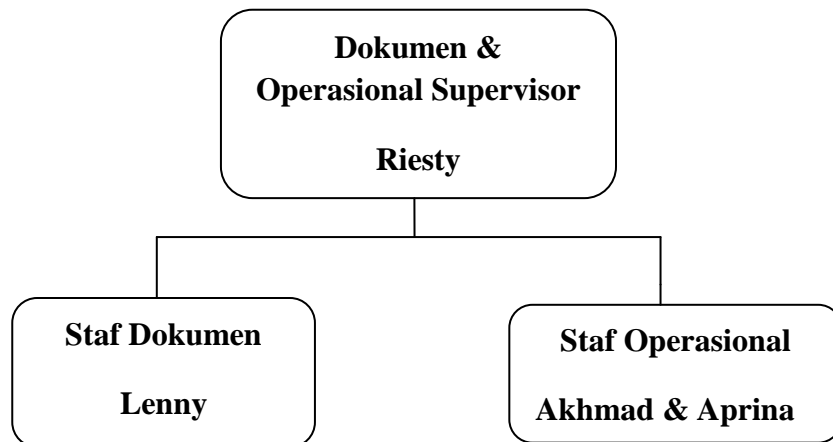 Dokumen &
Operasional Supervisor
Riesty
Staf Dokumen
Lenny
Staf Operasional
Akhmad & Aprina